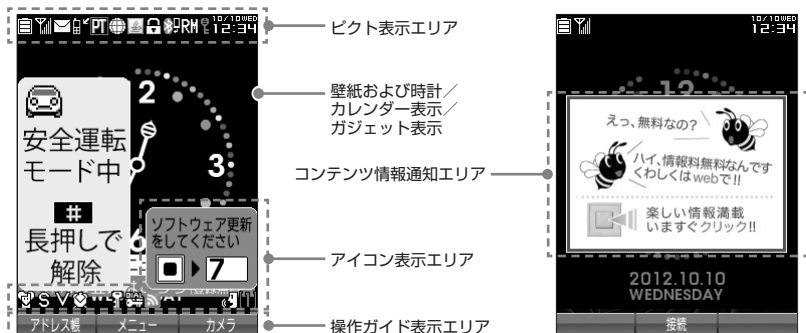 PT RM 10/10WED 12:34
安全運転
モード中
#
長押しで
解除
2
3
ソフトウェア更新
をしてください
7
アドレス帳 メニュー カメラ
ピクト表示エリア
壁紙および時計／
カレンダー表示／
ガジェット表示
コンテンツ情報通知エリア
アイコン表示エリア
操作ガイド表示エリア
10/10WED
12:34
12
えっ、無料なの？
ハイ、情報料無料なんです
くわしくはwebで!!
楽しい情報満載
いますぐクリック!!
2012.10.10
WEDNESDAY
接続